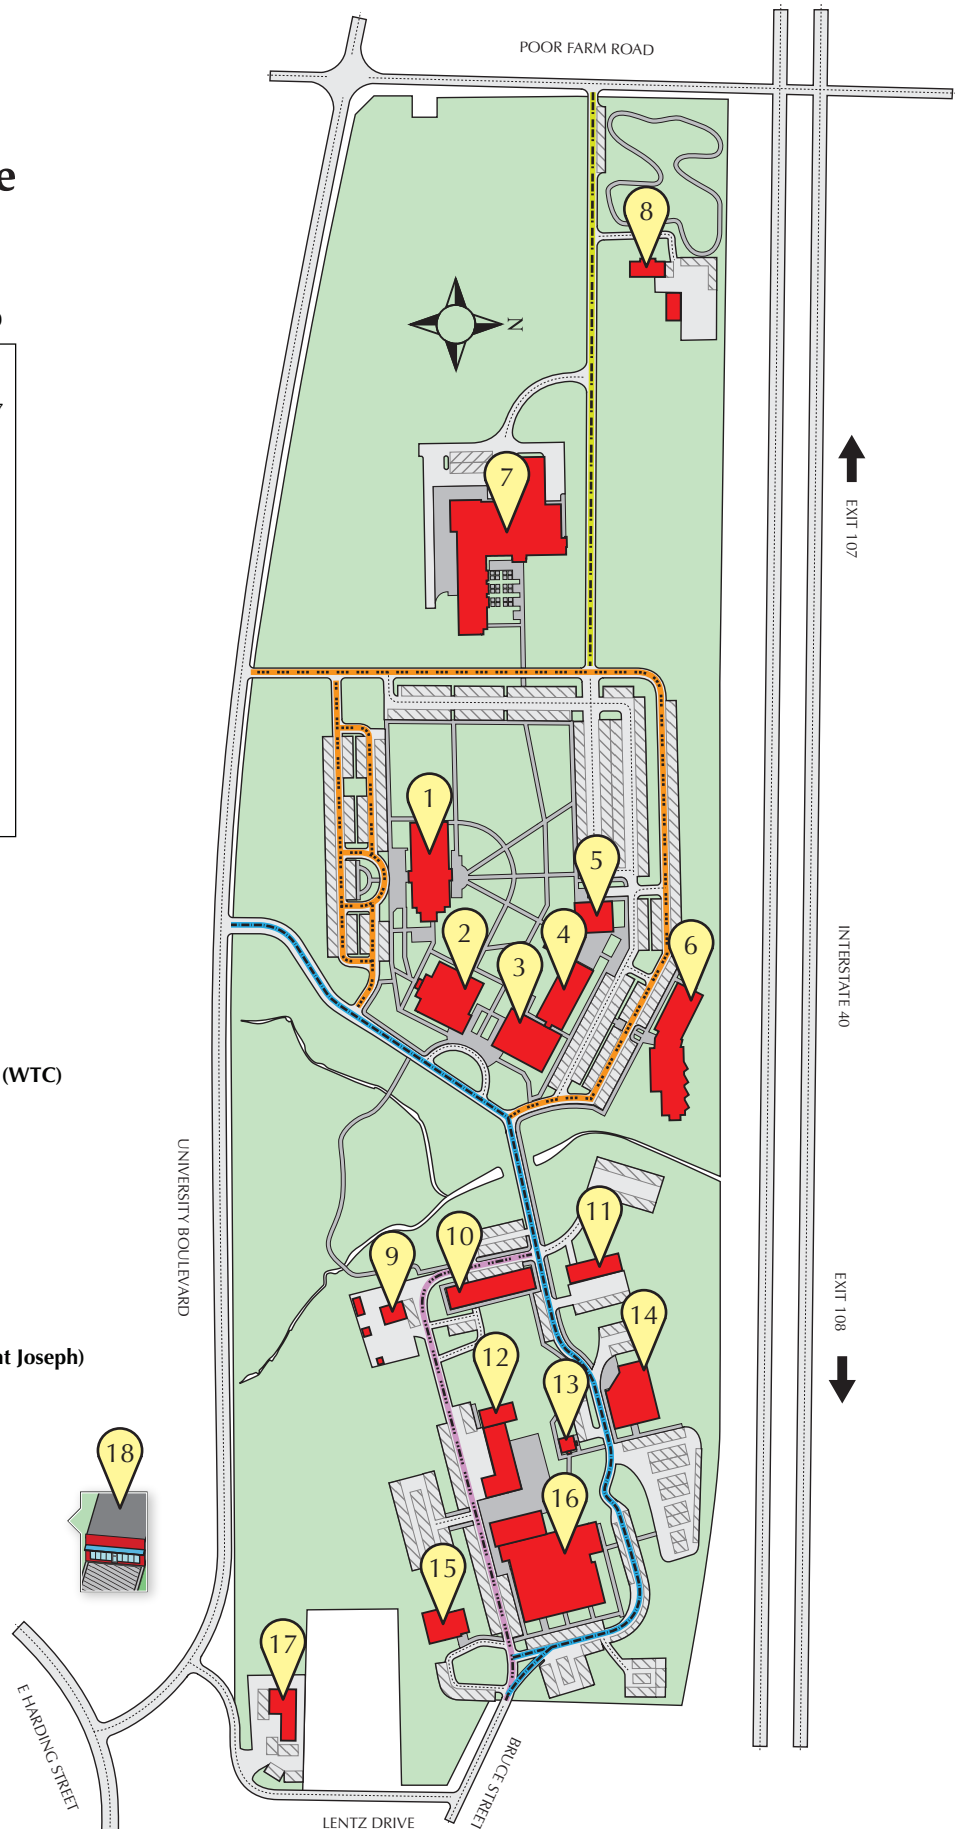 POOR FARM ROAD
e
8
N
7
EXIT 107
1
5
2
4
6
3
INTERSTATE 40
(WTC)
UNIVERSITY BOULEVARD
11
10
9
EXIT 108
14
nt Joseph)
12
13
18
16
15
17
E HARDING STREET
BRUCE STREET
LENTZ DRIVE